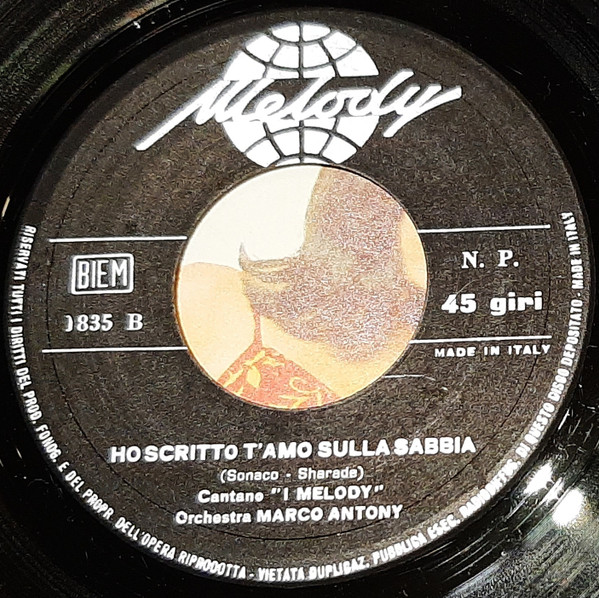 Melody
BIEM
N. P.
0835 B
45 giri
MADE IN ITALY
HO SCRITTO T'AMO SULLA SABBIA
(Sonaco - Sharade)
Cantano "I MELODY"
Orchestra MARCO ANTONY
RISERVATI TUTTI I DIRITTI DEL PROD. FONOG. E DEL PROPR. DELL'OPERA RIPRODOTTA - VIETATA DUPLICAZ. PUBBLICA ESEC. RADIOMETRO. DI QUESTO DISCO DEPOSITATO - MADE IN ITALY